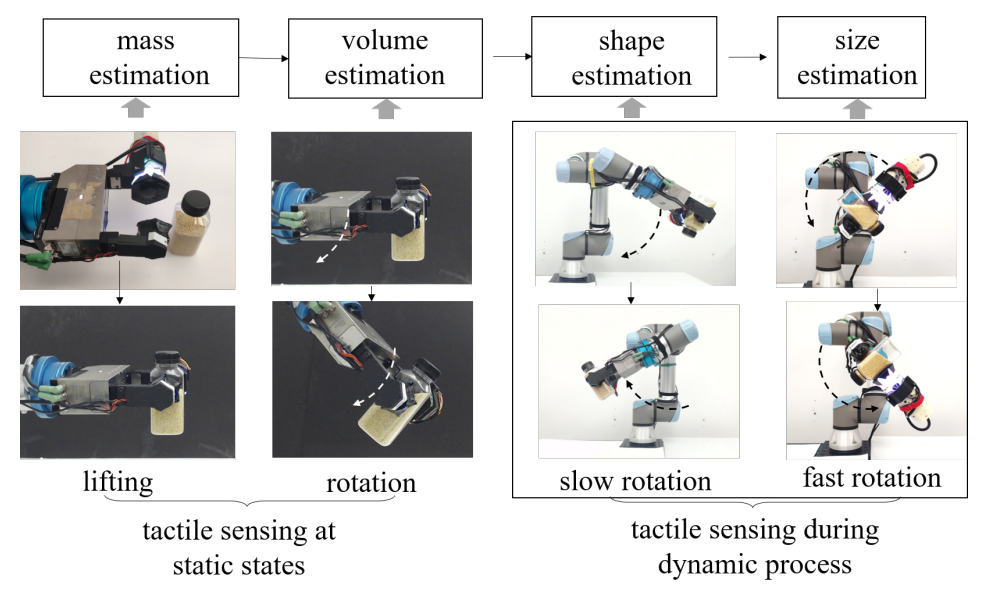 mass
estimation
volume
estimation
shape
estimation
size
estimation
lifting
rotation
slow rotation
fast rotation
tactile sensing at
static states
tactile sensing during
dynamic process